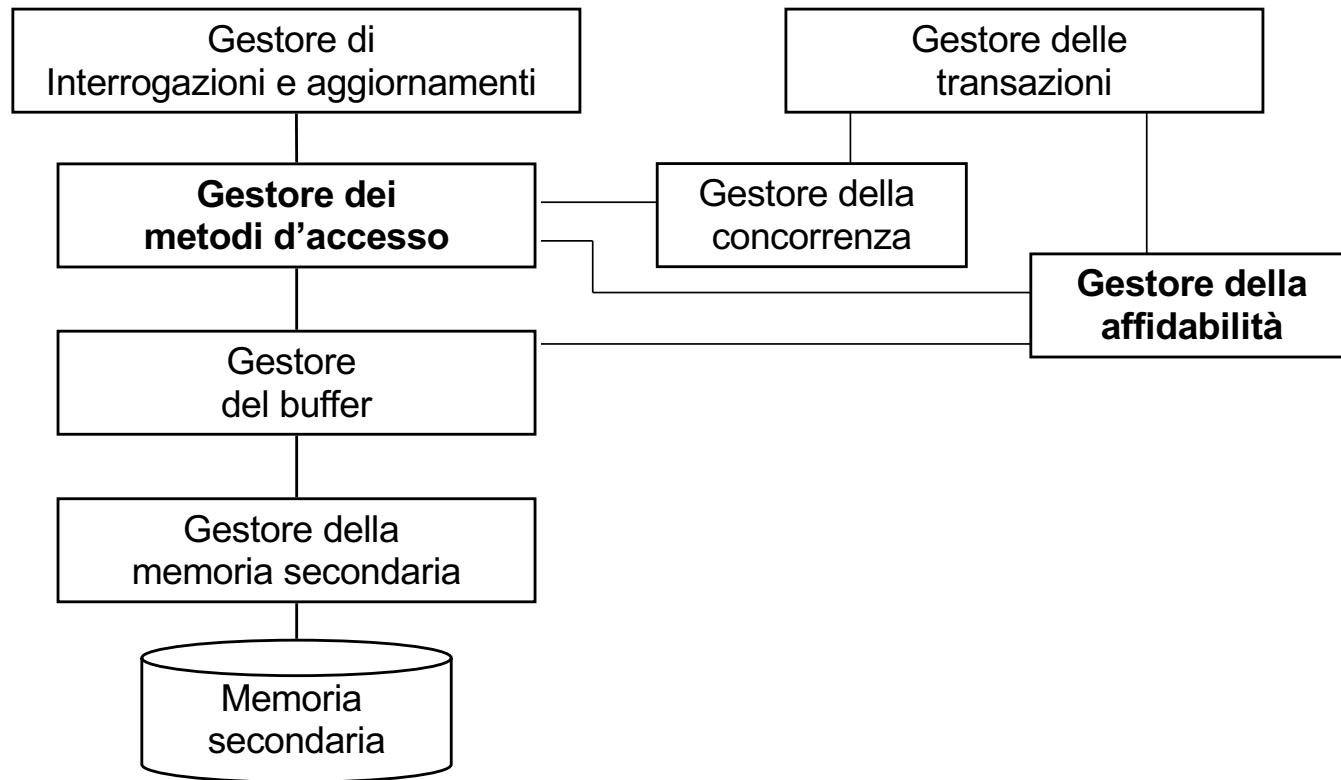 Gestore di
Interrogazioni e aggiornamenti
Gestore delle
transazioni
Gestore dei
metodi d’accesso
Gestore della
concorrenza
Gestore della
affidabilità
Gestore
del buffer
Gestore della
memoria secondaria
Memoria
secondaria